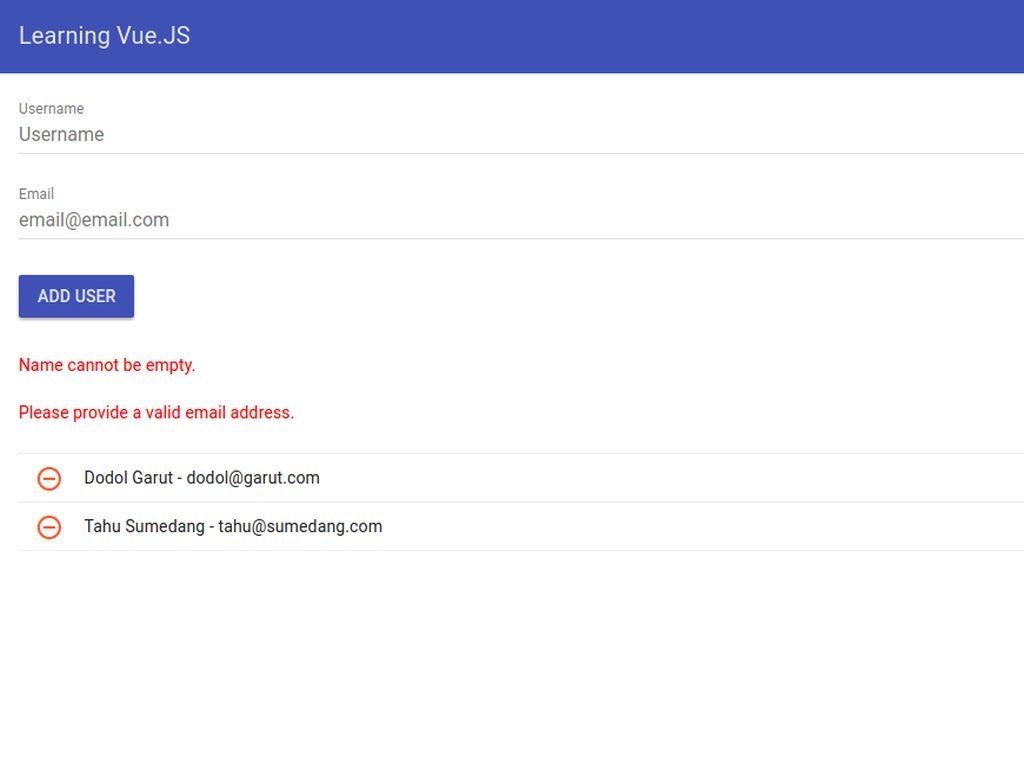 Learning Vue.JS
Username
Username
Email
email@email.com
ADD USER
Name cannot be empty.
Please provide a valid email address.
Dodol Garut - dodol@garut.com
Tahu Sumedang - tahu@sumedang.com